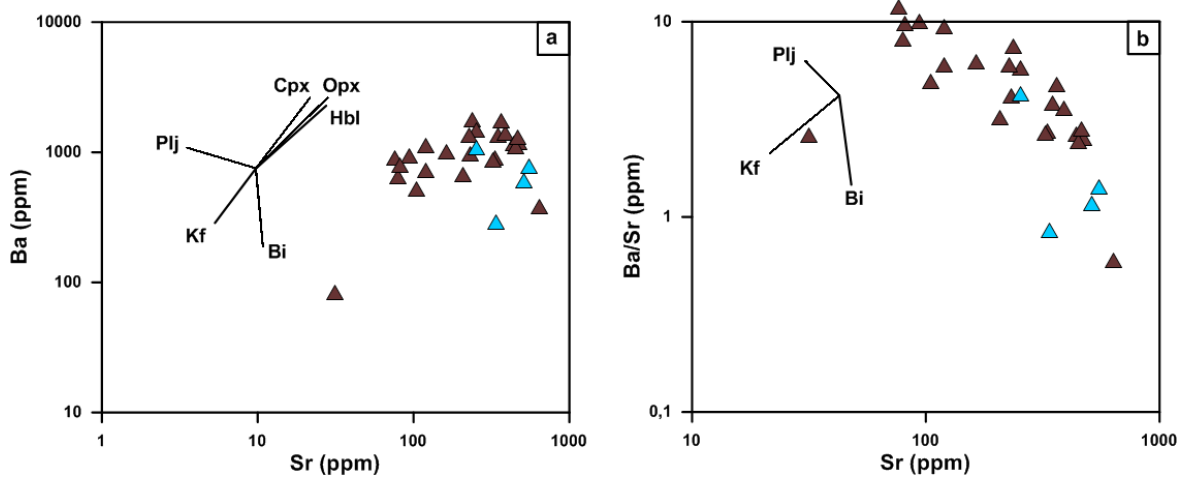 10000
1000
100
10
Ba (ppm)
1
10
100
1000
Sr (ppm)
a
Cpx
Opx
Hbl
Plj
Kf
Bi
10
1
0,1
Ba/Sr (ppm)
10
100
1000
Sr (ppm)
b
Plj
Kf
Bi